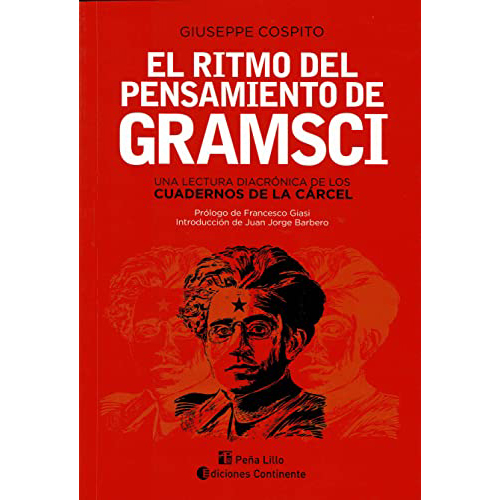 GIUSEPPE COSPITO
EL RITMO DEL
PENSAMIENTO DE
GRAMSCI
UNA LECTURA DIACRÓNICA DE LOS
CUADERNOS DE LA CÁRCEL
Prólogo de Francesco Giasi
Introducción de Juan Jorge Barbero
Peña Lillo
Ediciones Continente